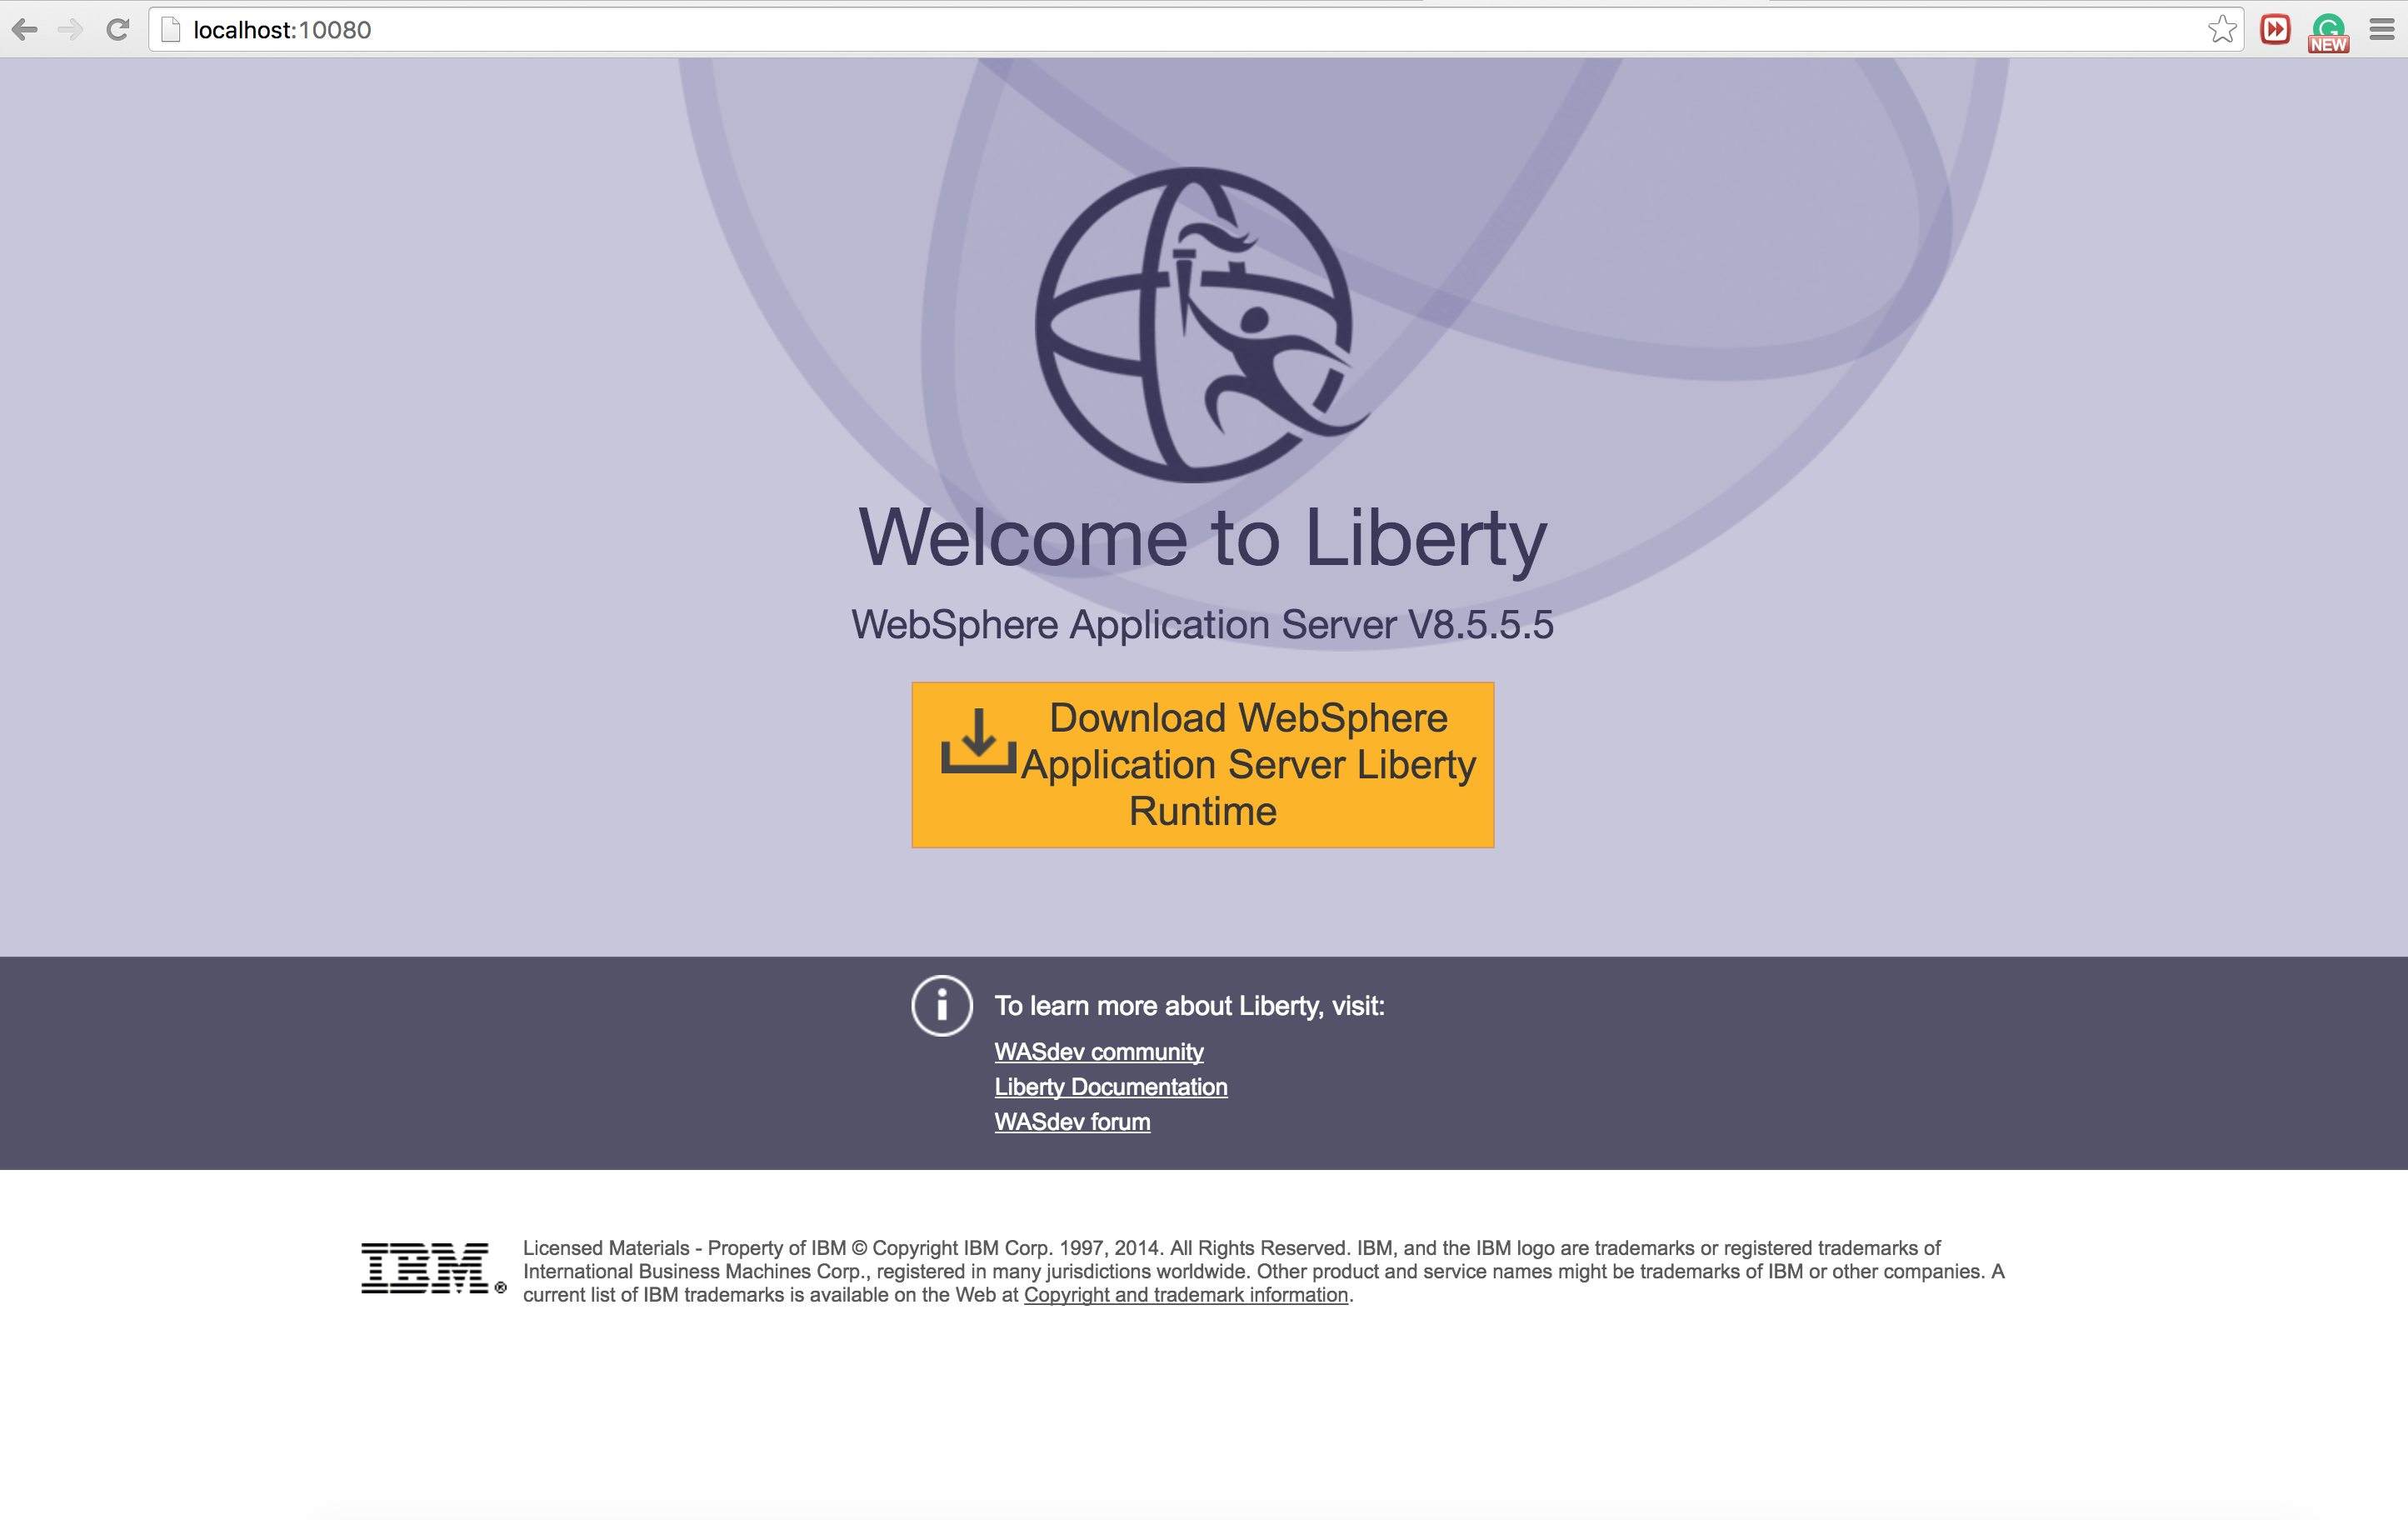 localhost:10080
NEW
Welcome to Liberty
WebSphere Application Server V8.5.5.5
Download WebSphere
Application Server Liberty
Runtime
To learn more about Liberty, visit:
WASdev community
Liberty Documentation
WASdev forum
IBM®
Licensed Materials - Property of IBM © Copyright IBM Corp. 1997, 2014. All Rights Reserved. IBM, and the IBM logo are trademarks or registered trademarks of
International Business Machines Corp., registered in many jurisdictions worldwide. Other product and service names might be trademarks of IBM or other companies. A
current list of IBM trademarks is available on the Web at Copyright and trademark information.